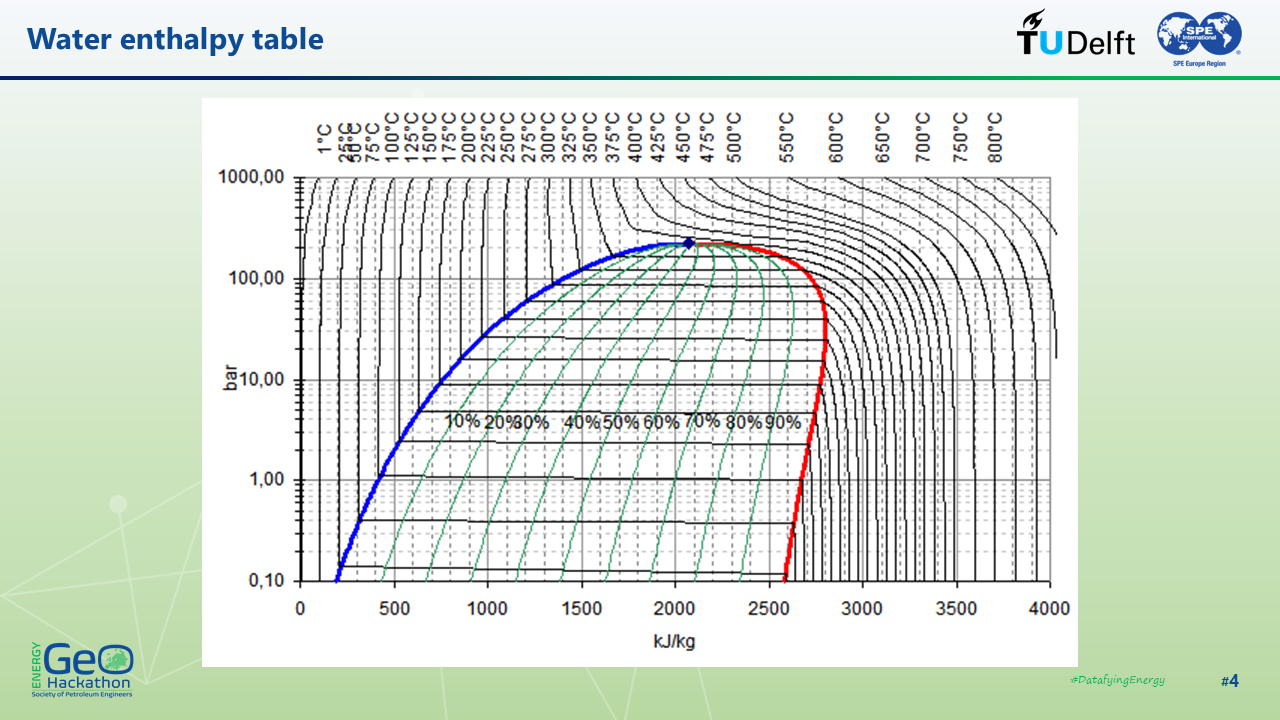 Water enthalpy table
TU Delft
SPE
International
SPE Europe Region
1°C
25°C
50°C
75°C
100°C
125°C
150°C
175°C
200°C
225°C
250°C
275°C
300°C
325°C
350°C
375°C
400°C
425°C
450°C
475°C
500°C
550°C
600°C
650°C
700°C
750°C
800°C
1000,00
100,00
10,00
1,00
0,10
bar
10% 20% 30% 40% 50% 60% 70% 80% 90%
0 500 1000 1500 2000 2500 3000 3500 4000
kJ/kg
ENERGY
GeO
Hackathon
Society of Petroleum Engineers
#DatafyingEnergy
#4